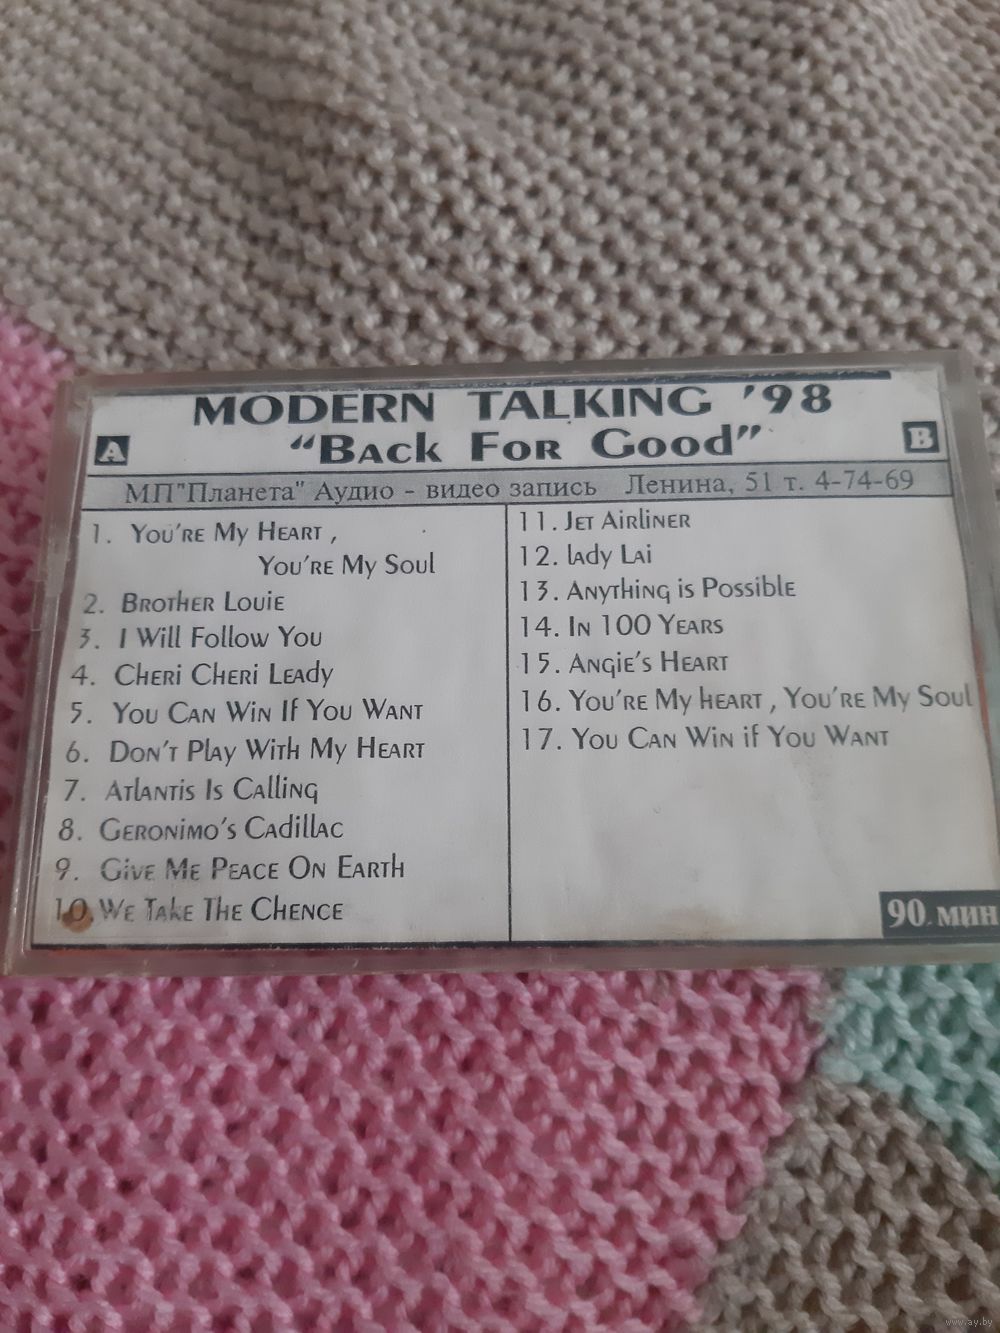 MODERN TALKING '98
A
"Back For Good"
B
МП"Планета" Аудио - видео запись Ленина, 51 т. 4-74-69
1. You're My Heart ,
You're My Soul
2. Brother Louie
3. I Will Follow You
4. Cheri Cheri Leady
5. You Can Win If You Want
6. Don't Play With My Heart
7. Atlantis Is Calling
8. Geronimo's Cadillac
9. Give Me Peace On Earth
10. We Take The Chence
11. Jet Airliner
12. lady Lai
13. Anything is Possible
14. In 100 Years
15. Angie's Heart
16. You're My heart , You're My Soul
17. You Can Win if You Want
90 мин
www.ay.by